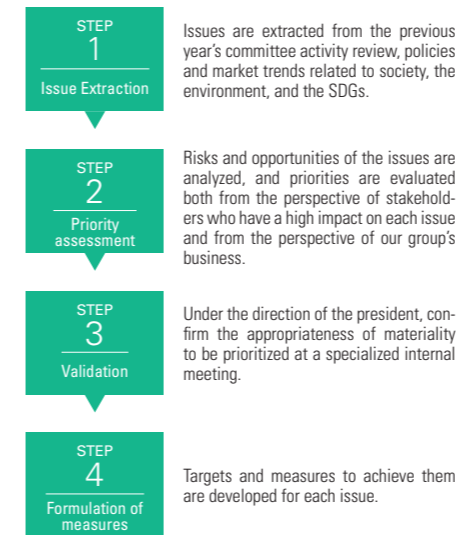 STEP
1
Issue Extraction
Issues are extracted from the previous
year's committee activity review, policies
and market trends related to society, the
environment, and the SDGs.
STEP
2
Priority
assessment
Risks and opportunities of the issues are
analyzed, and priorities are evaluated
both from the perspective of stakehold-
ers who have a high impact on each issue
and from the perspective of our group's
business.
STEP
3
Validation
Under the direction of the president, con-
firm the appropriateness of materiality
to be prioritized at a specialized internal
meeting.
STEP
4
Formulation of
measures
Targets and measures to achieve them
are developed for each issue.